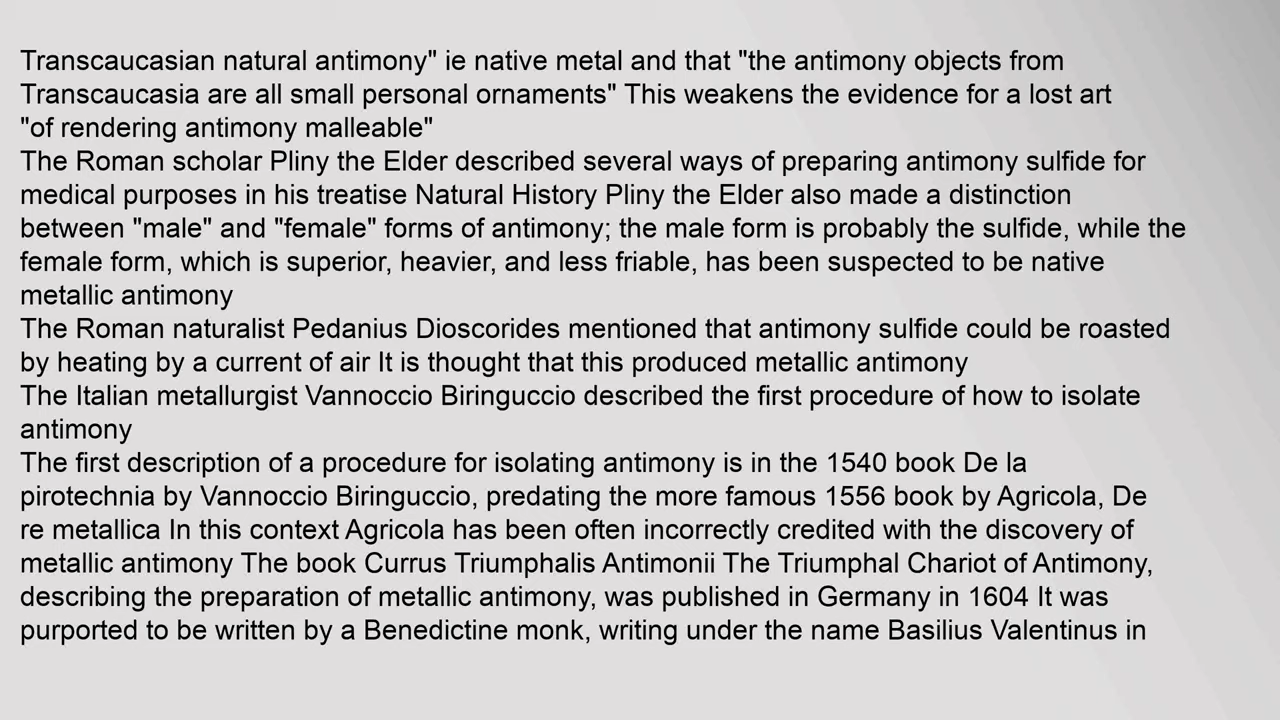 Transcaucasian natural antimony" ie native metal and that "the antimony objects from
Transcaucasia are all small personal ornaments" This weakens the evidence for a lost art
"of rendering antimony malleable"
The Roman scholar Pliny the Elder described several ways of preparing antimony sulfide for
medical purposes in his treatise Natural History Pliny the Elder also made a distinction
between "male" and "female" forms of antimony; the male form is probably the sulfide, while the
female form, which is superior, heavier, and less friable, has been suspected to be native
metallic antimony
The Roman naturalist Pedanius Dioscorides mentioned that antimony sulfide could be roasted
by heating by a current of air It is thought that this produced metallic antimony
The Italian metallurgist Vannoccio Biringuccio described the first procedure of how to isolate
antimony
The first description of a procedure for isolating antimony is in the 1540 book De la
pirotechnia by Vannoccio Biringuccio, predating the more famous 1556 book by Agricola, De
re metallica In this context Agricola has been often incorrectly credited with the discovery of
metallic antimony The book Currus Triumphalis Antimonii The Triumphal Chariot of Antimony,
describing the preparation of metallic antimony, was published in Germany in 1604 It was
purported to be written by a Benedictine monk, writing under the name Basilius Valentinus in